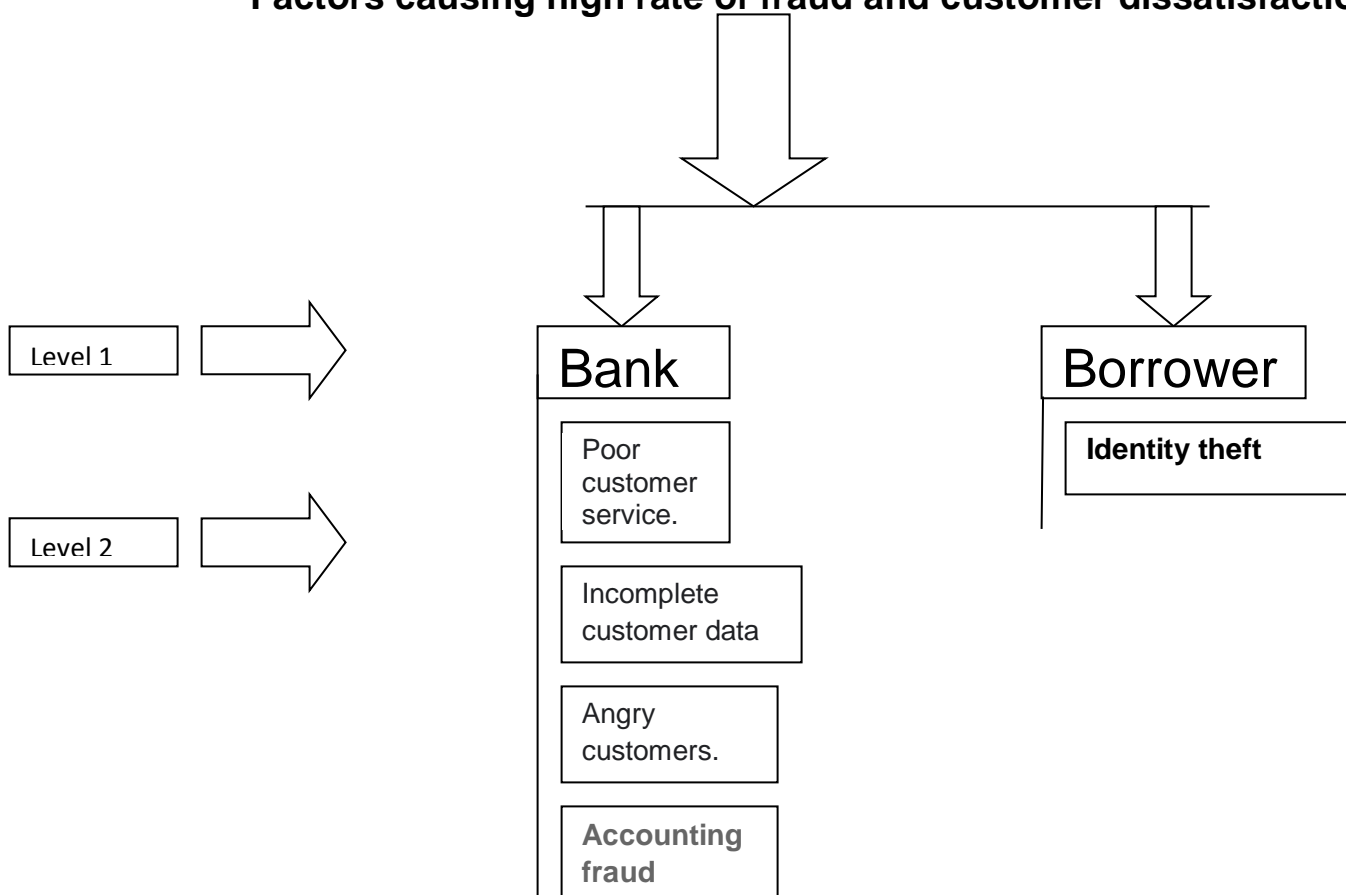 Factors causing high rate of fraud and customer
Level 1
Bank
Borrower
Poor
customer
service.
Identity theft
Level 2
Incomplete
customer data
Angry
customers.
Accounting
fraud